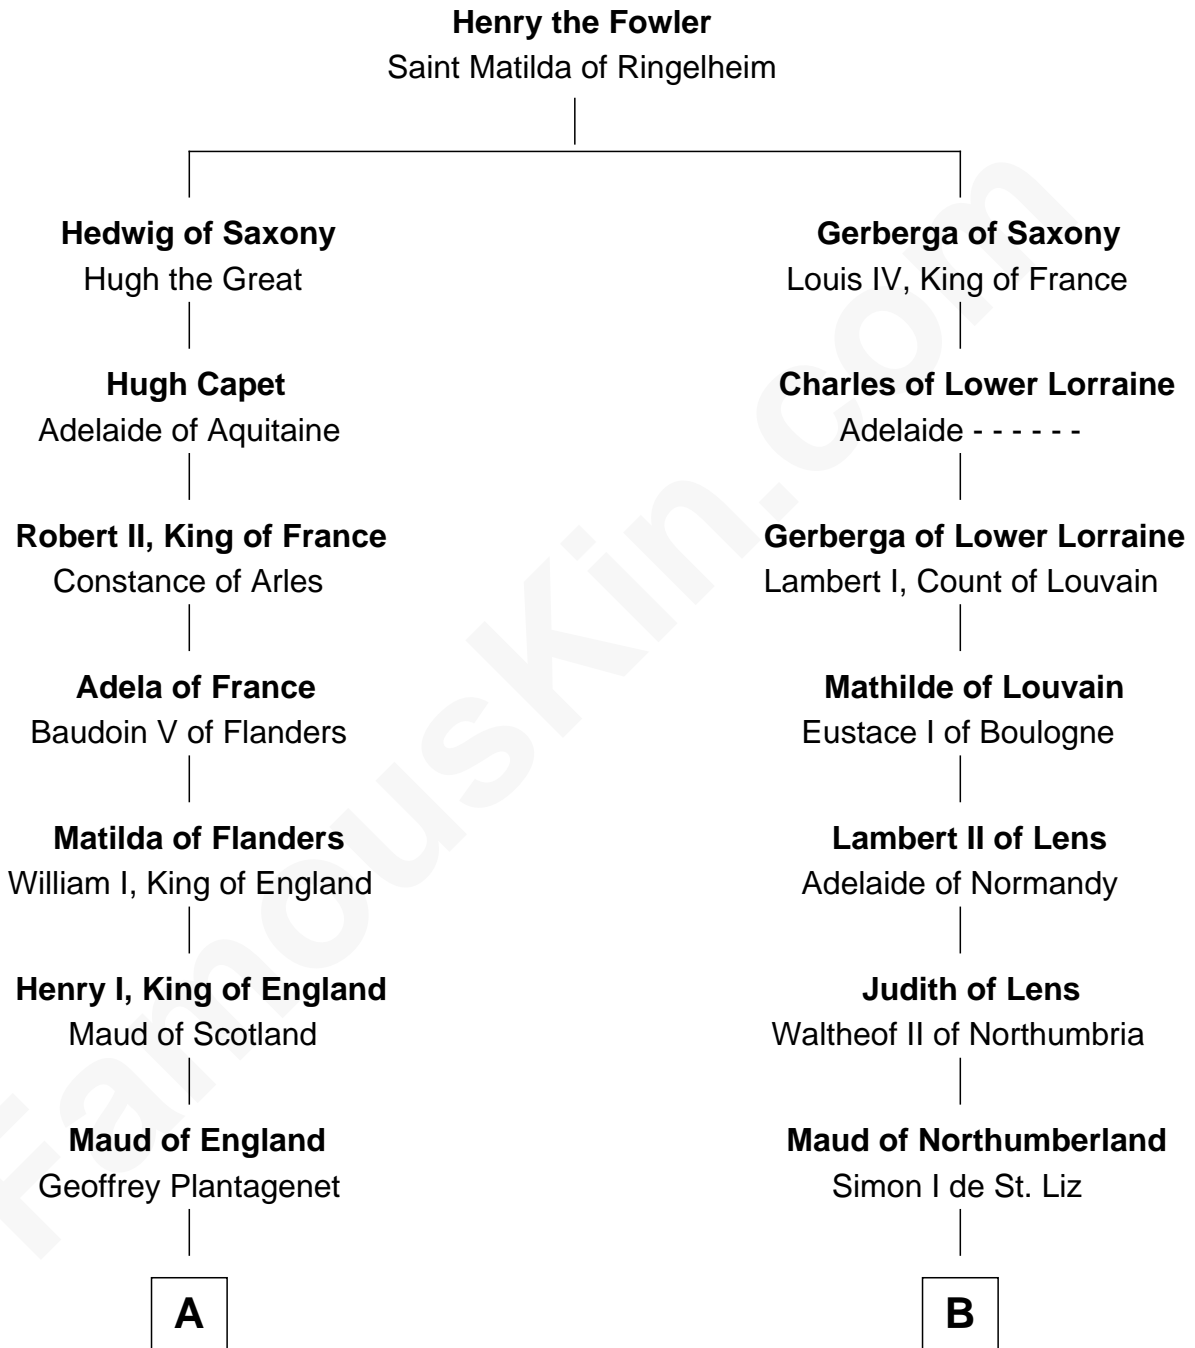 Henry the Fowler
Saint Matilda of Ringelheim
Hedwig of Saxony
Hugh the Great
Gerberga of Saxony
Louis IV, King of France
Hugh Capet
Adelaide of Aquitaine
Charles of Lower Lorraine
Adelaide - - - - - -
Robert II, King of France
Constance of Arles
Gerberga of Lower Lorraine
Lambert I, Count of Louvain
Adela of France
Baudoin V of Flanders
Mathilde of Louvain
Eustace I of Boulogne
Matilda of Flanders
William I, King of England
Lambert II of Lens
Adelaide of Normandy
Henry I, King of England
Maud of Scotland
Judith of Lens
Waltheof II of Northumbria
Maud of England
Geoffrey Plantagenet
Maud of Northumberland
Simon I de St. Liz
A
B
FamousKin.com